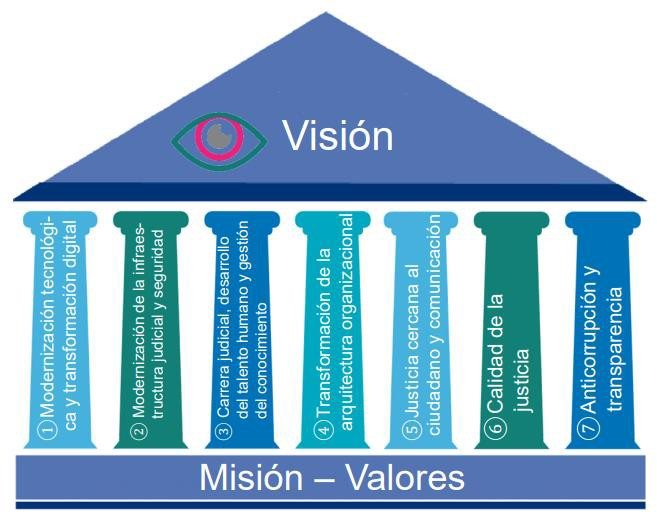 Visión
① Modernización tecnológi-
ca y transformación digital
② Modernización de la infraes-
tructura judicial y seguridad
③ Carrera judicial, desarrollo
del talento humano y gestión
del conocimiento
④ Transformación de la
arquitectura organizacional
⑤ Justicia cercana al
ciudadano y comunicación
⑥ Calidad de la
justicia
⑦ Anticorrupción y
transparencia
Misión – Valores